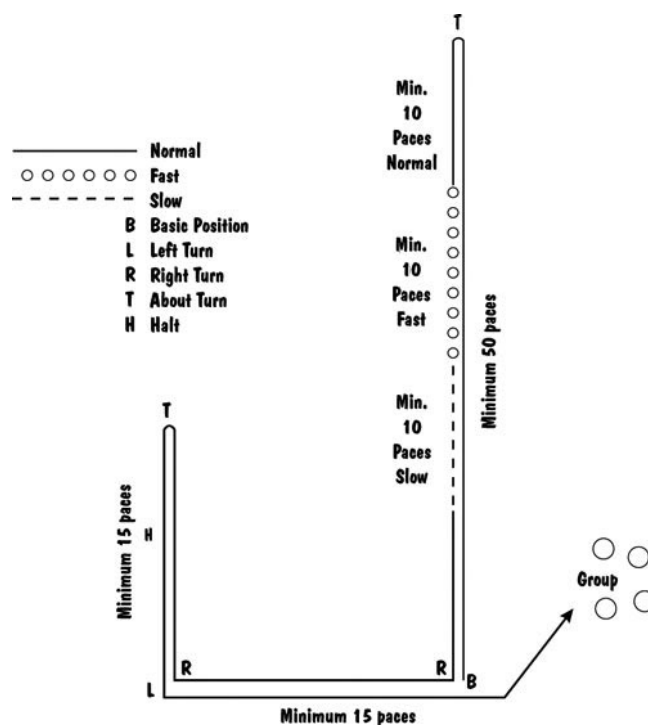 T
Min.
10
Paces
Normal
Normal
Fast
Slow
B Basic Position
L Left Turn
R Right Turn
T About Turn
H Halt
Min.
10
Paces
Fast
Minimum 50 paces
Min.
10
Paces
Slow
T
Minimum 15 paces
H
Group
R
R
B
L
Minimum 15 paces